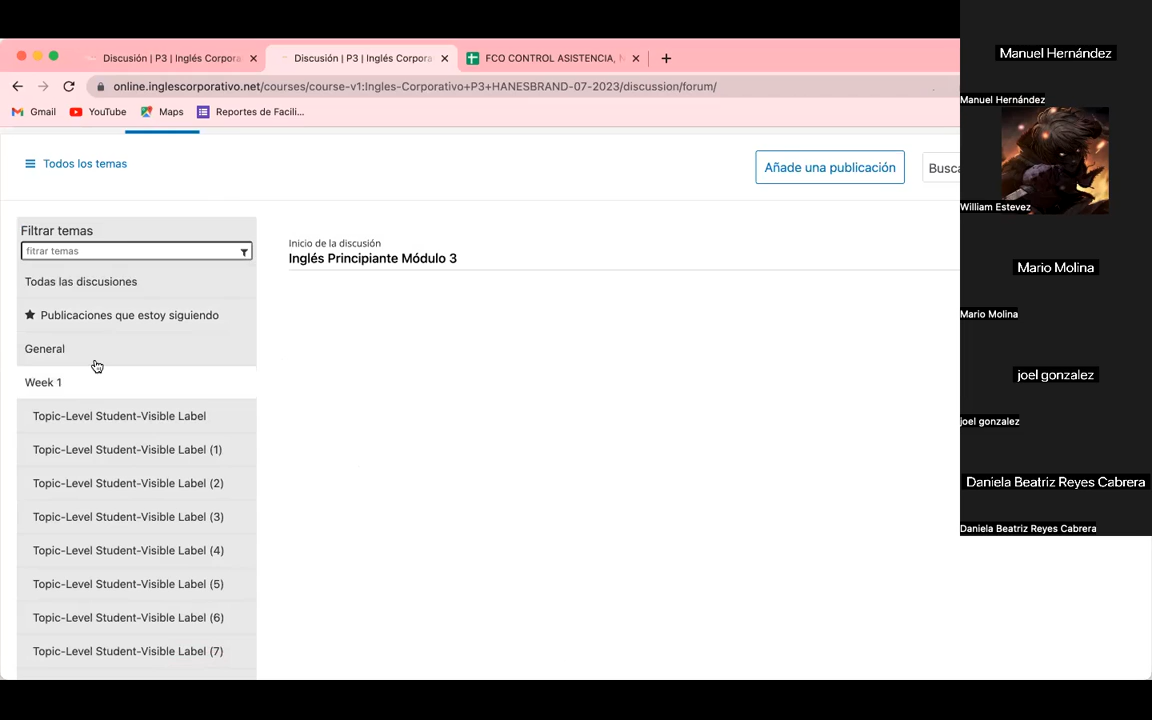 Discusión | P3 | Inglés Corpora
Discusión | P3 | Inglés Corpora
FCO CONTROL ASISTENCIA,
online.inglescorporativo.net/courses/course-v1:Ingles-Corporativo+P3+HANESBRAND-07-2023/discussion/forum/
Gmail
YouTube
Maps
Reportes de Facili...
Todos los temas
Añade una publicación
Busca
Filtrar temas
fitrar temas
Todas las discusiones
Publicaciones que estoy siguiendo
General
Week 1
Topic-Level Student-Visible Label
Topic-Level Student-Visible Label (1)
Topic-Level Student-Visible Label (2)
Topic-Level Student-Visible Label (3)
Topic-Level Student-Visible Label (4)
Topic-Level Student-Visible Label (5)
Topic-Level Student-Visible Label (6)
Topic-Level Student-Visible Label (7)
Inicio de la discusión
Inglés Principiante Módulo 3
Manuel Hernández
Manuel Hernández
William Estevez
Mario Molina
Mario Molina
joel gonzalez
joel gonzalez
Daniela Beatriz Reyes Cabrera
Daniela Beatriz Reyes Cabrera